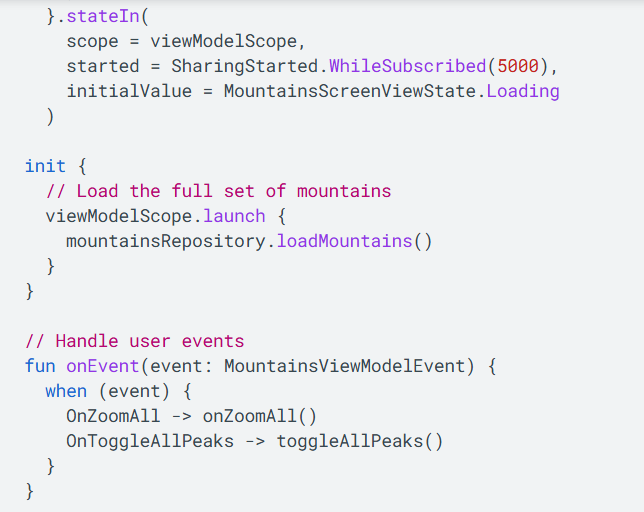 }.stateIn(
scope = viewModelScope,
started = SharingStarted.WhileSubscribed(5000),
initialValue = MountainsScreenViewState.Loading
)
init {
// Load the full set of mountains
viewModelScope.launch {
mountainsRepository.loadMountains()
}
}
// Handle user events
fun onEvent(event: MountainsViewModelEvent) {
when (event) {
OnZoomAll -> onZoomAll()
OnToggleAllPeaks -> toggleAllPeaks()
}
}